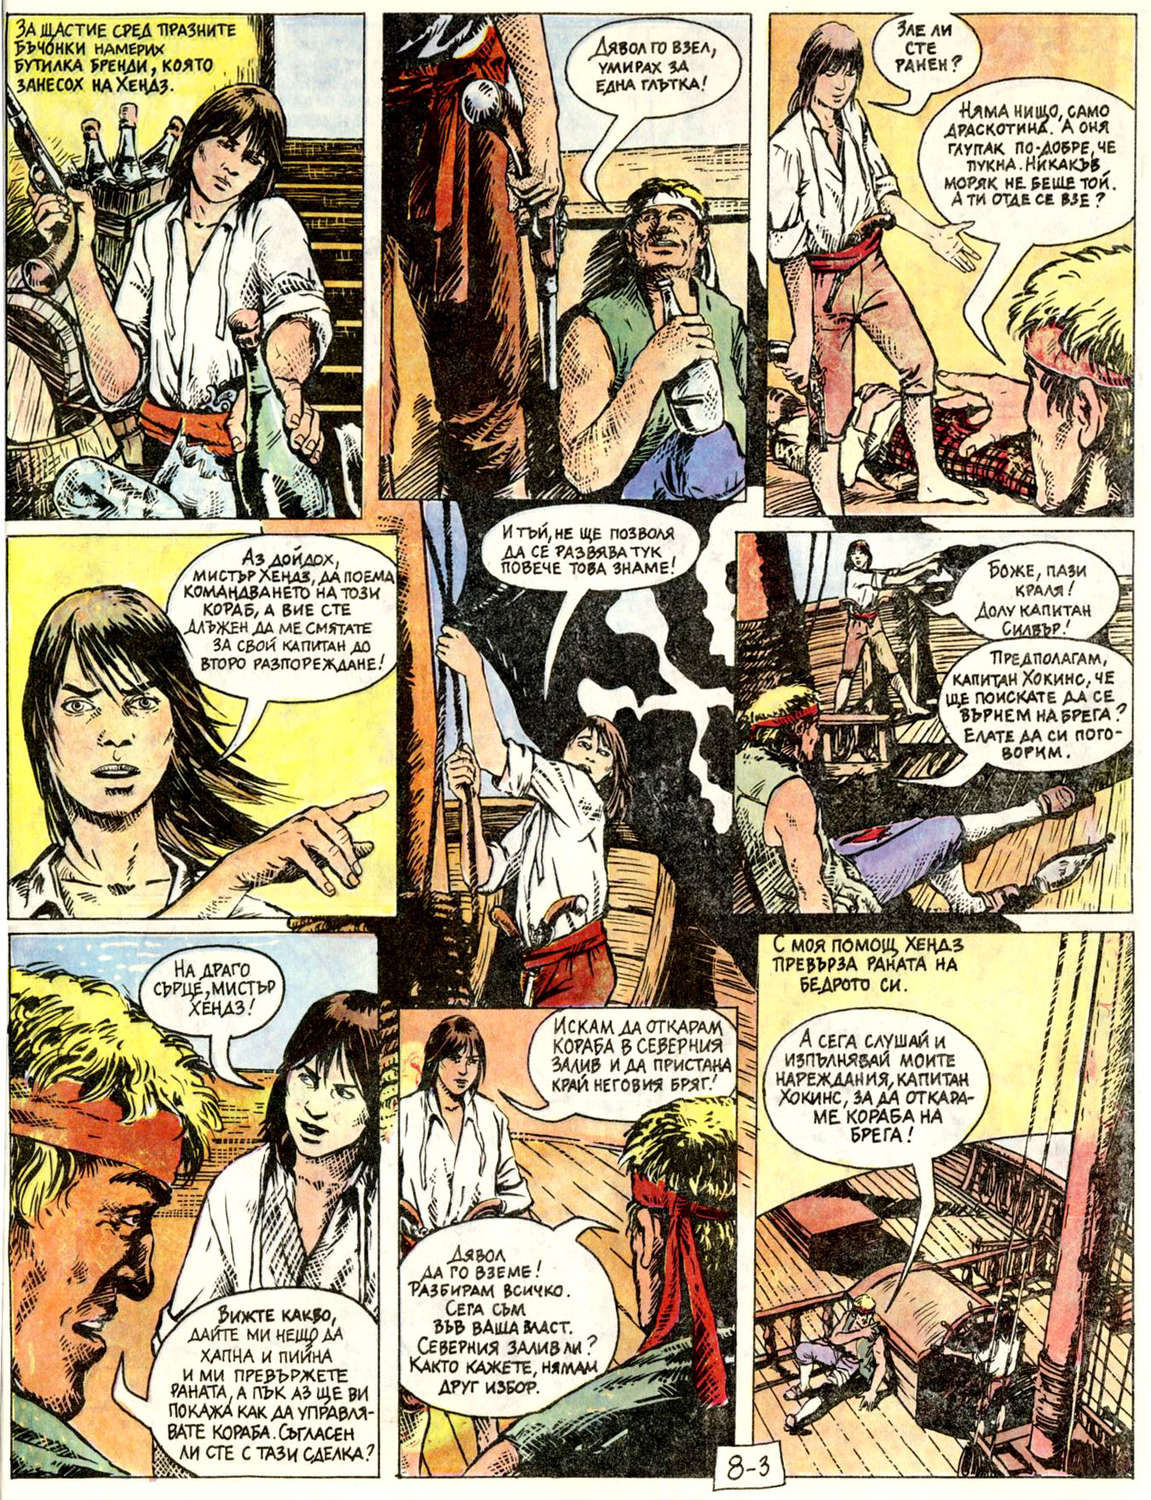 ЗА ЩАСТИЕ СРЕД ПРАЗНИТЕ
БЪЧОНКИ НАМЕРИХ
БУТИЛКА БРЕНДИ, КОЯТО
ЗАНЕСОХ НА ХЕНДЗ.
ДЯВОЛ ГО ВЗЕЛ,
УМИРАХ ЗА
ЕДНА ГЛЪТКА!
ЗЛЕ ЛИ
СТЕ
РАНЕН?
НЯМА НИЩО, САМО
ДРАСКОТИНА. А ОНЯ
ГЛУПАК ПО-ДОБРЕ, ЧЕ
ПУКНА. НИКАКЪВ
МОРЯК НЕ БЕШЕ ТОЙ.
А ТИ ОТДЕ СЕ ВЗЕ?
АЗ ДОЙДОХ,
МИСТЪР ХЕНДЗ, ДА ПОЕМА
КОМАНДВАНЕТО НА ТОЗИ
КОРАБ, А ВИЕ СТЕ
ДЛЪЖЕН ДА МЕ СМЯТАТЕ
ЗА СВОЙ КАПИТАН ДО
ВТОРО РАЗПОРЕЖДАНЕ!
И ТЪЙ, НЕ ЩЕ ПОЗВОЛЯ
ДА СЕ РАЗВЯВА ТУК
ПОВЕЧЕ ТОВА ЗНАМЕ!
БОЖЕ, ПАЗИ
КРАЛЯ!
ДОЛУ КАПИТАН
СИЛВЪР!
ПРЕДПОЛАГАМ,
КАПИТАН ХОКИНС, ЧЕ
ЩЕ ПОИСКАТЕ ДА СЕ
ВЪРНЕМ НА БРЕГА?
ЕЛАТЕ ДА СИ ПОГО-
ВОРИМ.
НА ДРАГО
СЪРЦЕ, МИСТЪР
ХЕНДЗ!
ВИЖТЕ КАКВО,
ДАЙТЕ МИ НЕЩО ДА
ХАПНА И ПИЙНА
И МИ ПРЕВЪРЖЕТЕ
РАНАТА, А ПЪК АЗ ЩЕ ВИ
ПОКАЖА КАК ДА УПРАВЛЯ-
ВАТЕ КОРАБА. СЪГЛАСЕН
ЛИ СТЕ С ТАЗИ СДЕЛКА?
ИСКАМ ДА ОТКАРАМ
КОРАБА В СЕВЕРНИЯ
ЗАЛИВ И ДА ПРИСТАНА
КРАЙ НЕГОВИЯ БРЯГ!
ДЯВОЛ
ДА ГО ВЗЕМЕ!
РАЗБИРАМ ВСИЧКО.
СЕГА СЪМ
ВЪВ ВАША ВЛАСТ.
СЕВЕРНИЯ ЗАЛИВ ЛИ?
КАКТО КАЖЕТЕ, НЯМАМ
ДРУГ ИЗБОР.
С МОЯ ПОМОЩ ХЕНДЗ
ПРЕВЪРЗА РАНАТА НА
БЕДРОТО СИ.
А СЕГА СЛУШАЙ И
ИЗПЪЛНЯВАЙ МОИТЕ
НАРЕЖДАНИЯ, КАПИТАН
ХОКИНС, ЗА ДА ОТКАРА-
МЕ КОРАБА НА
БРЕГА!
8-3